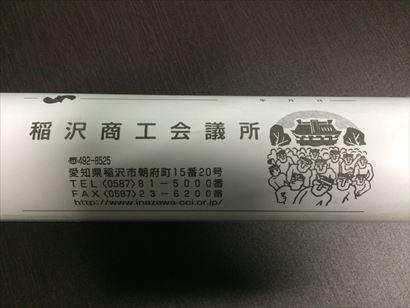 稲沢商工会議所
〠492-8525
愛知県稲沢市朝府町15番20号
TEL〈0587〉81-5000番
FAX〈0587〉23-6200番
http://www.inazawa-cci.or.jp/